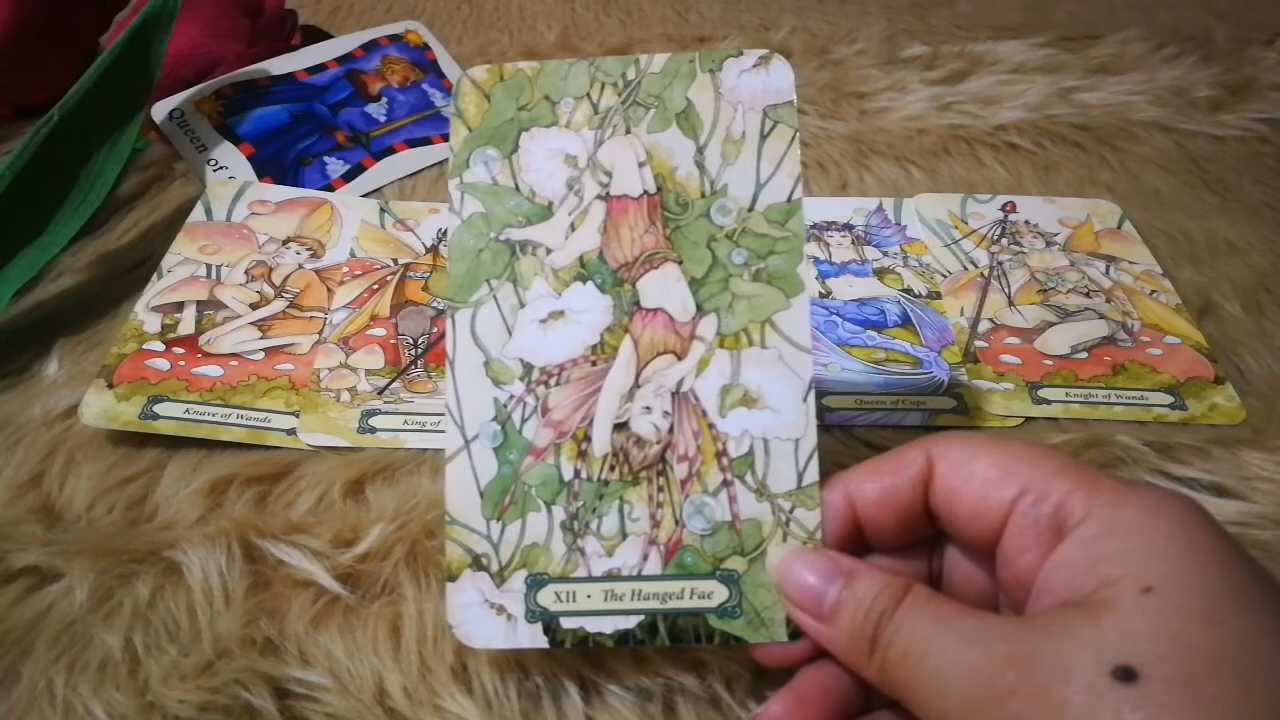 Queen of
Knave of Wands
King of
XII • The Hanged Fae
Queen of Cups
Knight of Wands